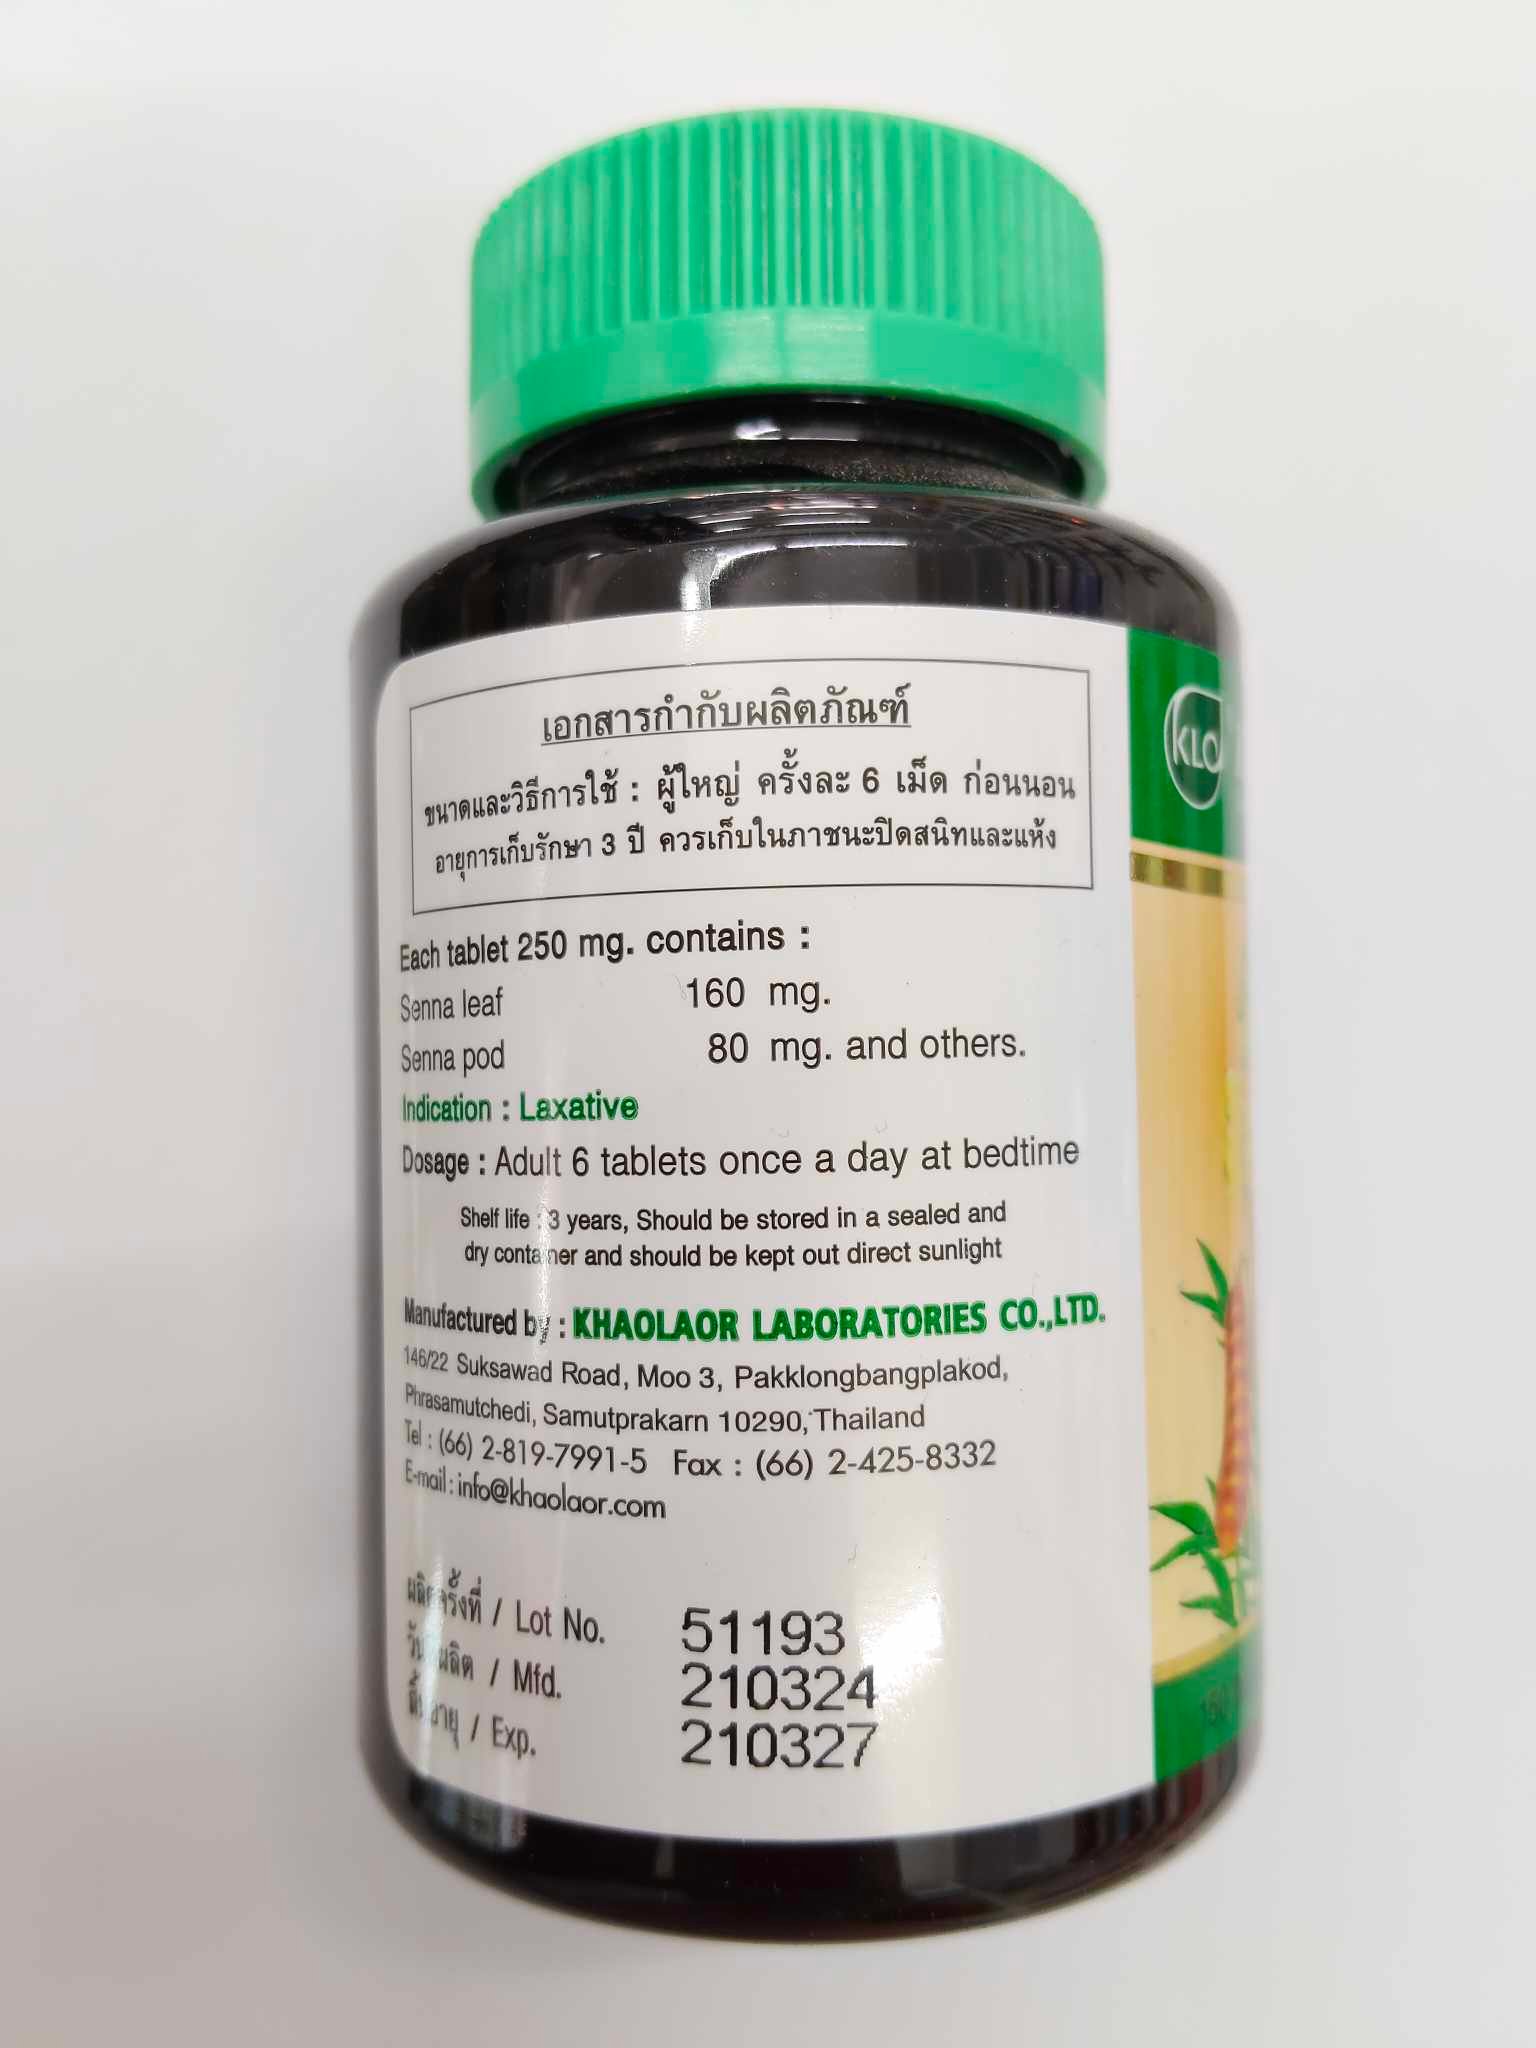 เอกสารกำกับผลิตภัณฑ์
ขนาดและวิธีการใช้ : ผู้ใหญ่ ครั้งละ 6 เม็ด ก่อนนอน
อายุการเก็บรักษา 3 ปี ควรเก็บในภาชนะปิดสนิทและแห้ง
Each tablet 250 mg. contains :
Senna leaf 160 mg.
Senna pod 80 mg. and others.
Indication : Laxative
Dosage : Adult 6 tablets once a day at bedtime
Shelf life : 3 years, Should be stored in a sealed and
dry container and should be kept out direct sunlight
Manufactured by : KHAOLAOR LABORATORIES CO.,LTD.
146/22 Suksawad Road, Moo 3, Pakklongbangplakod,
Phrasamutchedi, Samutprakarn 10290, Thailand
Tel : (66) 2-819-7991-5 Fax : (66) 2-425-8332
E-mail : info@khaolaor.com
ผลิตครั้งที่ / Lot No. 51193
วันที่ผลิต / Mfd. 210324
สิ้นอายุ / Exp. 210327
KLO